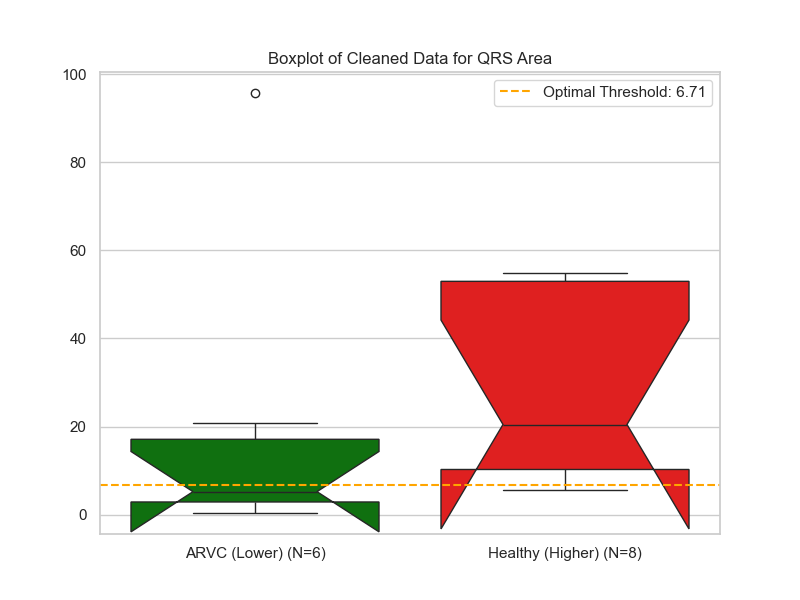 Boxplot of Cleaned Data for QRS Area
Optimal Threshold: 6.71
100
80
60
40
20
0
ARVC (Lower) (N=6)
Healthy (Higher) (N=8)